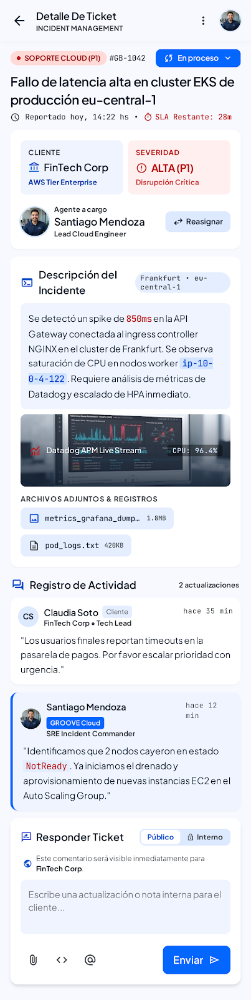 Detalle De Ticket
INCIDENT MANAGEMENT
SOPORTE CLOUD (P1) #GB-1042 En proceso
Fallo de latencia alta en cluster EKS de
producción eu-central-1
Reportado hoy, 14:22 hs • SLA Restante: 28m
CLIENTE
FinTech Corp
AWS Tier Enterprise
SEVERIDAD
ALTA (P1)
Disrupción Crítica
Agente a cargo
Santiago Mendoza
Lead Cloud Engineer
Reasignar
Descripción del
Incidente
Frankfurt • eu-
central-1
Se detectó un spike de 850ms en la API
Gateway conectada al ingress controller
NGINX en el cluster de Frankfurt. Se observa
saturación de CPU en nodos worker ip-10-
0-4-122. Requiere análisis de métricas de
Datadog y escalado de HPA inmediato.
Datadog APM Live Stream CPU: 96.4%
ARCHIVOS ADJUNTOS & REGISTROS
metrics_grafana_dump… 1.8MB
pod_logs.txt 420KB
Registro de Actividad 2 actualizaciones
CS
Claudia Soto Cliente
FinTech Corp • Tech Lead
hace 35 min
"Los usuarios finales reportan timeouts en la
pasarela de pagos. Por favor escalar prioridad con
urgencia."
Santiago Mendoza
GROOVE Cloud
SRE Incident Commander
hace 12
min
"Identificamos que 2 nodos cayeron en estado
NotReady. Ya iniciamos el drenado y
aprovisionamiento de nuevas instancias EC2 en el
Auto Scaling Group."
Responder Ticket Público Interno
Este comentario será visible inmediatamente para
FinTech Corp.
Escribe una actualización o nota interna para el
cliente...
Enviar